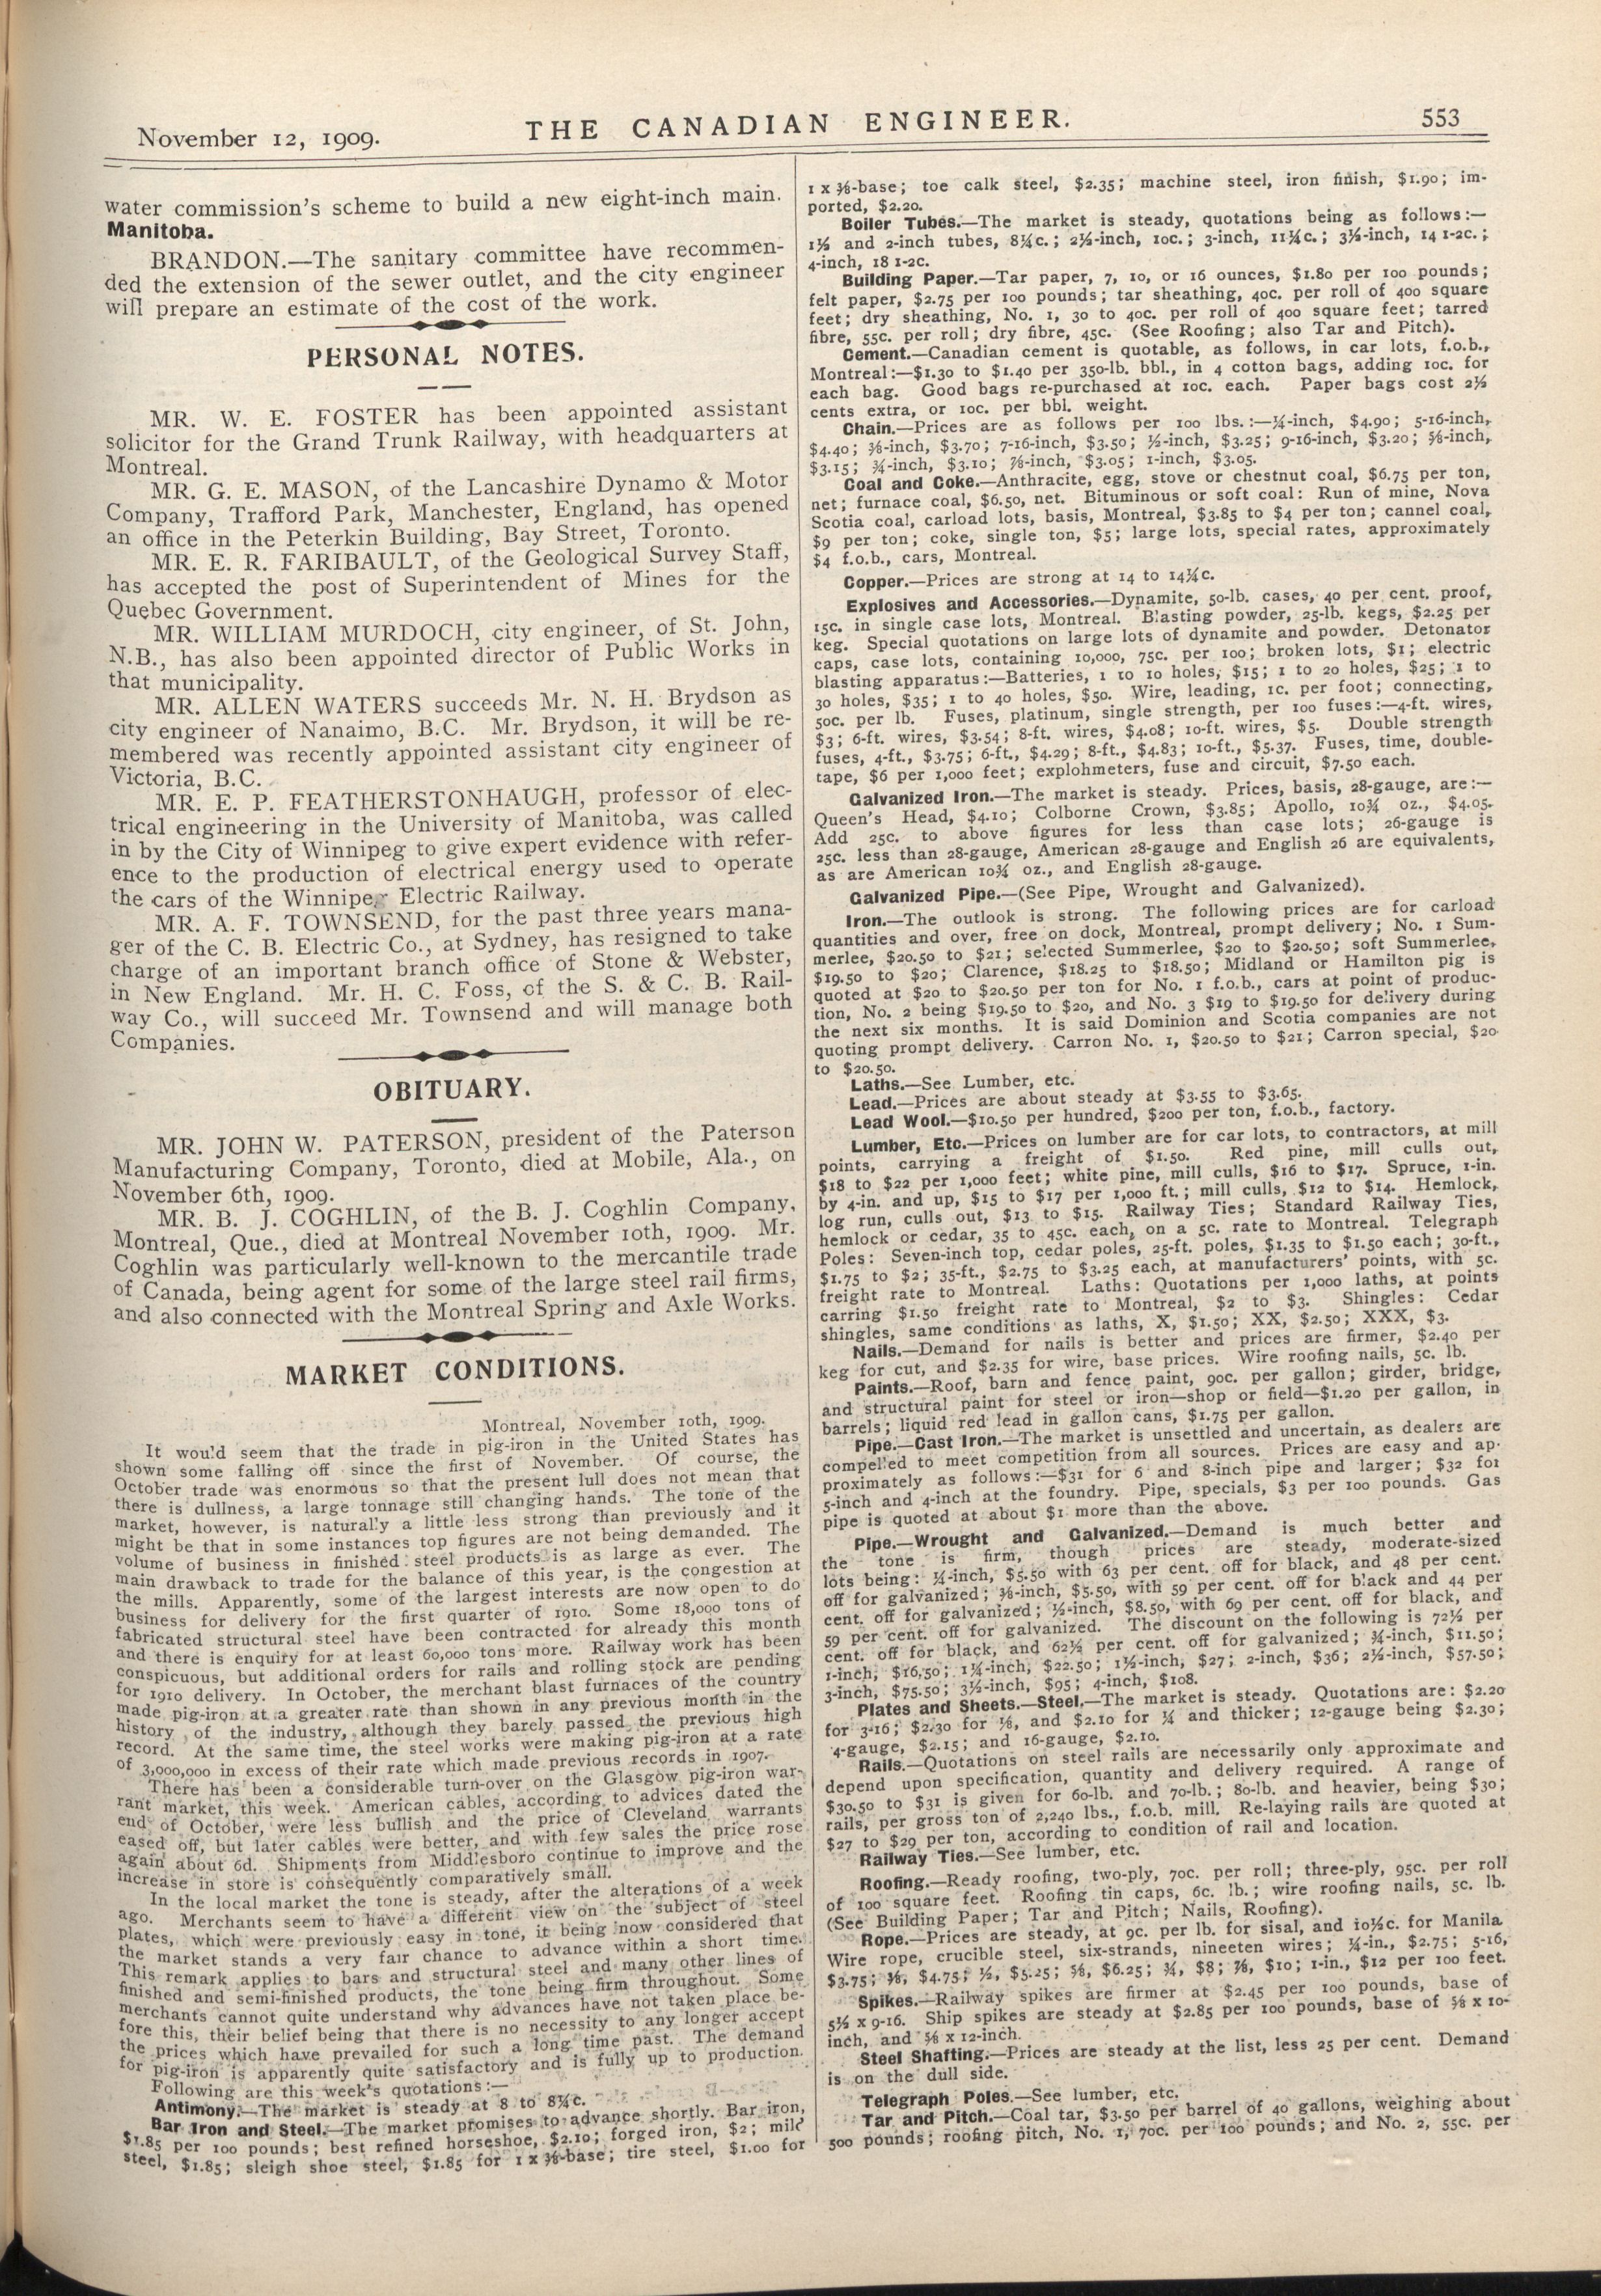 November 12, 1909.
THE CANADIAN ENGINEER.
553
water commission's scheme to build a new eight-inch main.
Manitoba.
BRANDON.—The sanitary committee have recommen-
ded the extension of the sewer outlet, and the city engineer
will prepare an estimate of the cost of the work.
PERSONAL NOTES.
MR. W. E. FOSTER has been appointed assistant
solicitor for the Grand Trunk Railway, with headquarters at
Montreal.
MR. G. E. MASON, of the Lancashire Dynamo & Motor
Company, Trafford Park, Manchester, England, has opened
an office in the Peterkin Building, Bay Street, Toronto.
MR. E. R. FARIBAULT, of the Geological Survey Staff,
has accepted the post of Superintendent of Mines for the
Quebec Government.
MR. WILLIAM MURDOCH, city engineer, of St. John,
N.B., has also been appointed director of Public Works in
that municipality.
MR. ALLEN WATERS succeeds Mr. N. H. Brydson as
city engineer of Nanaimo, B.C. Mr. Brydson, it will be re-
membered was recently appointed assistant city engineer of
Victoria, B.C.
MR. E. P. FEATHERSTONHAUGH, professor of elec-
trical engineering in the University of Manitoba, was called
in by the City of Winnipeg to give expert evidence with refer-
ence to the production of electrical energy used to operate
the cars of the Winnipeg Electric Railway.
MR. A. F. TOWNSEND, for the past three years mana-
ger of the C. B. Electric Co., at Sydney, has resigned to take
charge of an important branch office of Stone & Webster,
in New England. Mr. H. C. Foss, of the S. & C. B. Rail-
way Co., will succeed Mr. Townsend and will manage both
Companies.
OBITUARY.
MR. JOHN W. PATERSON, president of the Paterson
Manufacturing Company, Toronto, died at Mobile, Ala., on
November 6th, 1909.
MR. B. J. COGHLIN, of the B. J. Coghlin Company,
Montreal, Que., died at Montreal November 10th, 1909. Mr.
Coghlin was particularly well-known to the mercantile trade
of Canada, being agent for some of the large steel rail firms,
and also connected with the Montreal Spring and Axle Works.
MARKET CONDITIONS.
Montreal, November 10th, 1909.
It would seem that the trade in pig-iron in the United States has
shown some falling off since the first of November. Of course, the
October trade was enormous so that the present lull does not mean that
there is dullness, a large tonnage still changing hands. The tone of the
market, however, is naturally a little less strong than previously and it
might be that in some instances top figures are not being demanded. The
volume of business in finished steel products is as large as ever. The
main drawback to trade for the balance of this year, is the congestion at
the mills. Apparently, some of the largest interests are now open to do
business for delivery for the first quarter of 1910. Some 18,000 tons of
fabricated structural steel have been contracted for already this month
and there is enquiry for at least 60,000 tons more. Railway work has been
conspicuous, but additional orders for rails and rolling stock are pending
for 1910 delivery. In October, the merchant blast furnaces of the country
made pig-iron at a greater rate than shown in any previous month in the
history of the industry, although they barely passed the previous high
record. At the same time, the steel works were making pig-iron at a rate
of 3,000,000 in excess of their rate which made previous records in 1907.
There has been a considerable turn-over on the Glasgow pig-iron war-
rant market, this week. American cables, according to advices dated the
end of October, were less bullish and the price of Cleveland warrants
eased off, but later cables were better, and with few sales the price rose
again about 6d. Shipments from Middlesboro continue to improve and the
increase in store is consequently comparatively small.
In the local market the tone is steady, after the alterations of a week
ago. Merchants seem to have a different view on the subject of steel
plates, which were previously easy in tone, it being now considered that
the market stands a very fair chance to advance within a short time.
This remark applies to bars and structural steel and many other lines of
finished and semi-finished products, the tone being firm throughout. Some
merchants cannot quite understand why advances have not taken place be-
fore this, their belief being that there is no necessity to any longer accept
the prices which have prevailed for such a long time past. The demand
for pig-iron is apparently quite satisfactory and is fully up to production.
Following are this week's quotations:—
Antimony.—The market is steady at 8 to 8¼c.
Bar Iron and Steel.—The market promises to advance shortly. Bar iron,
$1.85 per 100 pounds; best refined horseshoe, $2.10; forged iron, $2; mild
steel, $1.85; sleigh shoe steel, $1.85 for 1 x ⅜-base; tire steel, $1.00 for
1 x ⅜-base; toe calk steel, $2.35; machine steel, iron finish, $1.90; im-
ported, $2.20.
Boiler Tubes.—The market is steady, quotations being as follows:—
1½ and 2-inch tubes, 8¼c.; 2½-inch, 10c.; 3-inch, 11¼c.; 3½-inch, 14 1-2c.;
4-inch, 18 1-2c.
Building Paper.—Tar paper, 7, 10, or 16 ounces, $1.80 per 100 pounds;
felt paper, $2.75 per 100 pounds; tar sheathing, 40c. per roll of 400 square
feet; dry sheathing, No. 1, 30 to 40c. per roll of 400 square feet; tarred
fibre, 55c. per roll; dry fibre, 45c. (See Roofing; also Tar and Pitch).
Cement.—Canadian cement is quotable, as follows, in car lots, f.o.b.,
Montreal:—$1.30 to $1.40 per 350-lb. bbl., in 4 cotton bags, adding 10c. for
each bag. Good bags re-purchased at 10c. each. Paper bags cost 2½
cents extra, or 10c. per bbl. weight.
Chain.—Prices are as follows per 100 lbs.:—¼-inch, $4.90; 5-16-inch,
$4.40; ⅜-inch, $3.70; 7-16-inch, $3.50; ½-inch, $3.25; 9-16-inch, $3.20; ⅝-inch,
$3.15; ¾-inch, $3.10; ⅞-inch, $3.05; 1-inch, $3.05.
Coal and Coke.—Anthracite, egg, stove or chestnut coal, $6.75 per ton,
net; furnace coal, $6.50, net. Bituminous or soft coal: Run of mine, Nova
Scotia coal, carload lots, basis, Montreal, $3.85 to $4 per ton; cannel coal,
$9 per ton; coke, single ton, $5; large lots, special rates, approximately
$4 f.o.b., cars, Montreal.
Copper.—Prices are strong at 14 to 14¼c.
Explosives and Accessories.—Dynamite, 50-lb. cases, 40 per cent. proof,
15c. in single case lots, Montreal. Blasting powder, 25-lb. kegs, $2.25 per
keg. Special quotations on large lots of dynamite and powder. Detonator
caps, case lots, containing 10,000, 75c. per 100; broken lots, $1; electric
blasting apparatus:—Batteries, 1 to 10 holes, $15; 1 to 20 holes, $25; 1 to
30 holes, $35; 1 to 40 holes, $50. Wire, leading, 1c. per foot; connecting,
50c. per lb. Fuses, platinum, single strength, per 100 fuses:—4-ft. wires,
$3; 6-ft. wires, $3.54; 8-ft. wires, $4.08; 10-ft. wires, $5. Double strength
fuses, 4-ft., $3.75; 6-ft., $4.29; 8-ft., $4.83; 10-ft., $5.37. Fuses, time, double-
tape, $6 per 1,000 feet; explohmeters, fuse and circuit, $7.50 each.
Galvanized Iron.—The market is steady. Prices, basis, 28-gauge, are:—
Queen's Head, $4.10; Colborne Crown, $3.85; Apollo, 10¾ oz., $4.05.
Add 25c. to above figures for less than case lots; 26-gauge is
25c. less than 28-gauge, American 28-gauge and English 26 are equivalents,
as are American 10¾ oz., and English 28-gauge.
Galvanized Pipe.—(See Pipe, Wrought and Galvanized).
Iron.—The outlook is strong. The following prices are for carload
quantities and over, free on dock, Montreal, prompt delivery; No. 1 Sum-
merlee, $20.50 to $21; selected Summerlee, $20 to $20.50; soft Summerlee,
$19.50 to $20; Clarence, $18.25 to $18.50; Midland or Hamilton pig is
quoted at $20 to $20.50 per ton for No. 1 f.o.b., cars at point of produc-
tion, No. 2 being $19.50 to $20, and No. 3 $19 to $19.50 for delivery during
the next six months. It is said Dominion and Scotia companies are not
quoting prompt delivery. Carron No. 1, $20.50 to $21; Carron special, $20
to $20.50.
Laths.—See Lumber, etc.
Lead.—Prices are about steady at $3.55 to $3.65.
Lead Wool.—$10.50 per hundred, $200 per ton, f.o.b., factory.
Lumber, Etc.—Prices on lumber are for car lots, to contractors, at mill
points, carrying a freight of $1.50. Red pine, mill culls out,
$18 to $22 per 1,000 feet; white pine, mill culls, $16 to $17. Spruce, 1-in.
by 4-in. and up, $15 to $17 per 1,000 ft.; mill culls, $12 to $14. Hemlock,
log run, culls out, $13 to $15. Railway Ties; Standard Railway Ties,
hemlock or cedar, 35 to 45c. each, on a 5c. rate to Montreal. Telegraph
Poles: Seven-inch top, cedar poles, 25-ft. poles, $1.35 to $1.50 each; 30-ft.,
$1.75 to $2; 35-ft., $2.75 to $3.25 each, at manufacturers' points, with 5c.
freight rate to Montreal. Laths: Quotations per 1,000 laths, at points
carring $1.50 freight rate to Montreal, $2 to $3. Shingles: Cedar
shingles, same conditions as laths, X, $1.50; XX, $2.50; XXX, $3.
Nails.—Demand for nails is better and prices are firmer, $2.40 per
keg for cut, and $2.35 for wire, base prices. Wire roofing nails, 5c. lb.
Paints.—Roof, barn and fence paint, 90c. per gallon; girder, bridge,
and structural paint for steel or iron—shop or field—$1.20 per gallon, in
barrels; liquid red lead in gallon cans, $1.75 per gallon.
Pipe.—Cast Iron.—The market is unsettled and uncertain, as dealers are
compelled to meet competition from all sources. Prices are easy and ap-
proximately as follows:—$31 for 6 and 8-inch pipe and larger; $32 for
5-inch and 4-inch at the foundry. Pipe, specials, $3 per 100 pounds. Gas
pipe is quoted at about $1 more than the above.
Pipe.—Wrought and Galvanized.—Demand is much better and
the tone is firm, though prices are steady, moderate-sized
lots being: ¼-inch, $5.50 with 63 per cent. off for black, and 48 per cent.
off for galvanized; ⅜-inch, $5.50, with 59 per cent. off for black and 44 per
cent. off for galvanized; ½-inch, $8.50, with 69 per cent. off for black, and
59 per cent. off for galvanized. The discount on the following is 72½ per
cent. off for black, and 62½ per cent. off for galvanized; ¾-inch, $11.50;
1-inch, $16.50; 1¼-inch, $22.50; 1½-inch, $27; 2-inch, $36; 2½-inch, $57.50;
3-inch, $75.50; 3½-inch, $95; 4-inch, $108.
Plates and Sheets.—Steel.—The market is steady. Quotations are: $2.20
for 3-16; $2.30 for ⅛, and $2.10 for ¼ and thicker; 12-gauge being $2.30;
4-gauge, $2.15; and 16-gauge, $2.10.
Rails.—Quotations on steel rails are necessarily only approximate and
depend upon specification, quantity and delivery required. A range of
$30.50 to $31 is given for 60-lb. and 70-lb.; 80-lb. and heavier, being $30;
rails, per gross ton of 2,240 lbs., f.o.b. mill. Re-laying rails are quoted at
$27 to $29 per ton, according to condition of rail and location.
Railway Ties.—See lumber, etc.
Roofing.—Ready roofing, two-ply, 70c. per roll; three-ply, 95c. per roll
of 100 square feet. Roofing tin caps, 6c. lb.; wire roofing nails, 5c. lb.
(See Building Paper; Tar and Pitch; Nails, Roofing).
Rope.—Prices are steady, at 9c. per lb. for sisal, and 10½c. for Manila
Wire rope, crucible steel, six-strands, nineeten wires; ¼-in., $2.75; 5-16,
$3.75; ⅜, $4.75; ½, $5.25; ⅝, $6.25; ¾, $8; ⅞, $10; 1-in., $12 per 100 feet.
Spikes.—Railway spikes are firmer at $2.45 per 100 pounds, base of
5½ x 9-16. Ship spikes are steady at $2.85 per 100 pounds, base of ⅝ x 10-
inch, and ⅝ x 12-inch.
Steel Shafting.—Prices are steady at the list, less 25 per cent. Demand
is on the dull side.
Telegraph Poles.—See lumber, etc.
Tar and Pitch.—Coal tar, $3.50 per barrel of 40 gallons, weighing about
500 pounds; roofing pitch, No. 1, 70c. per 100 pounds; and No. 2, 55c. per